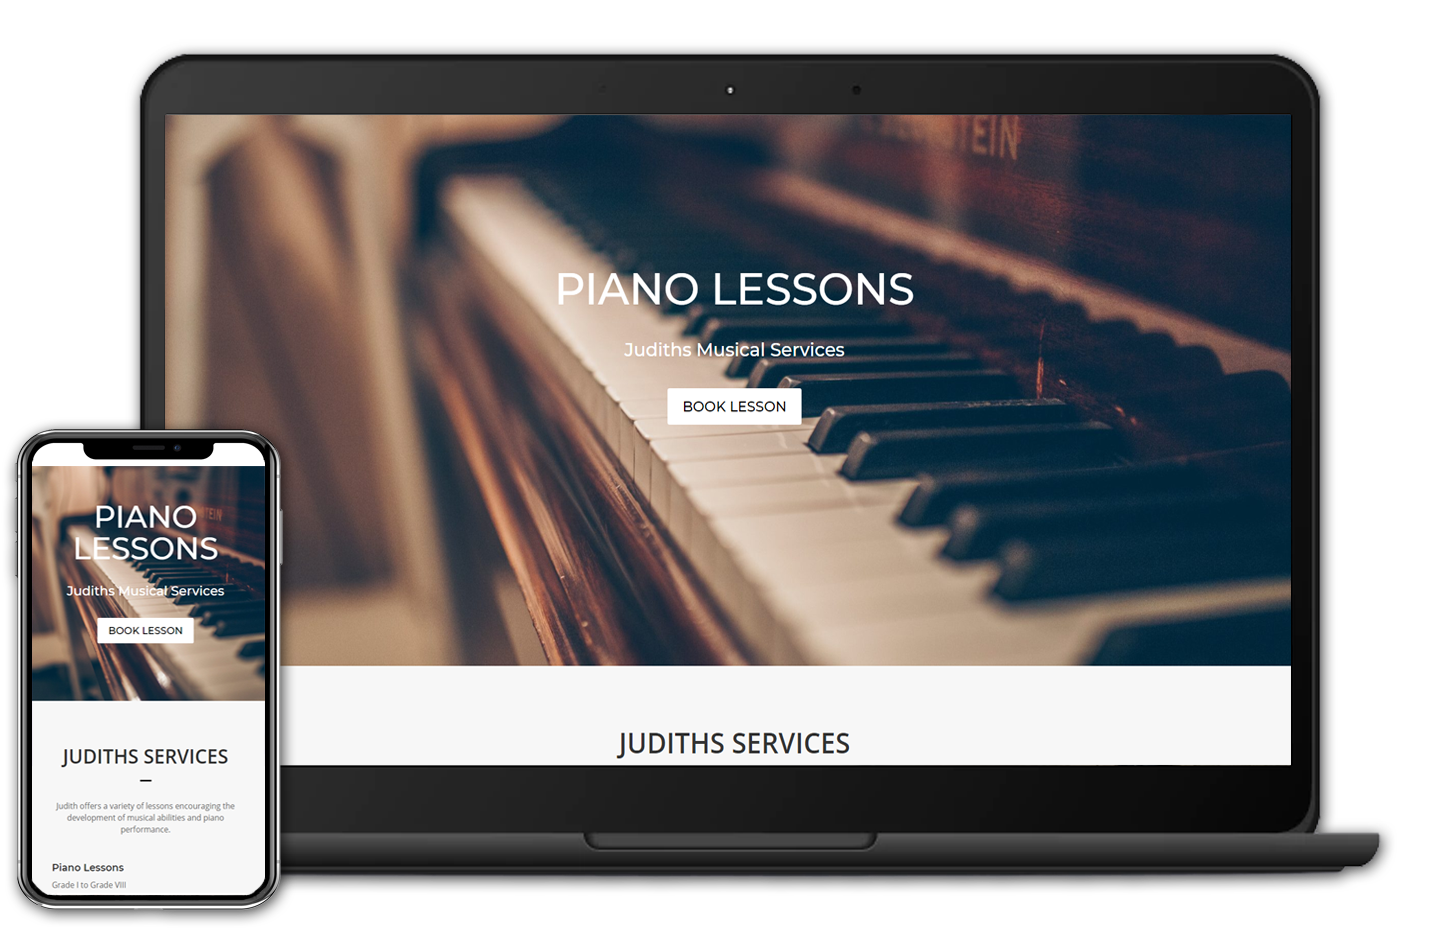 PIANO LESSONS
Judiths Musical Services
BOOK LESSON
JUDITHS SERVICES
PIANO
LESSONS
Judiths Musical Services
BOOK LESSON
JUDITHS SERVICES
Judith offers a variety of lessons encouraging the
development of musical abilities and piano
performance.
Piano Lessons
Grade I to Grade VIII